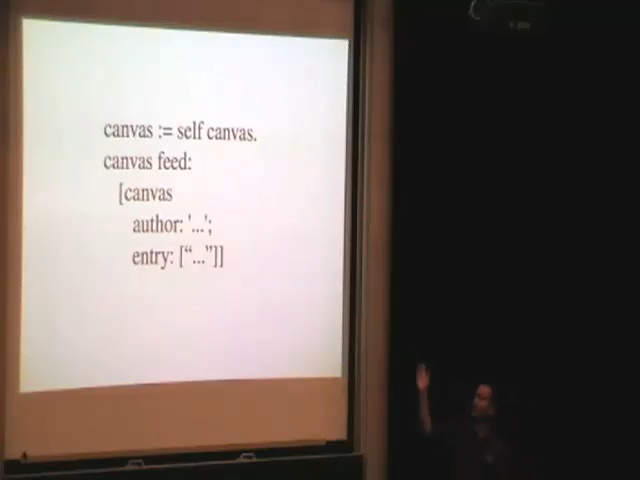 canvas := self canvas.
canvas feed:
[canvas
author: '...';
entry: [“...”]]